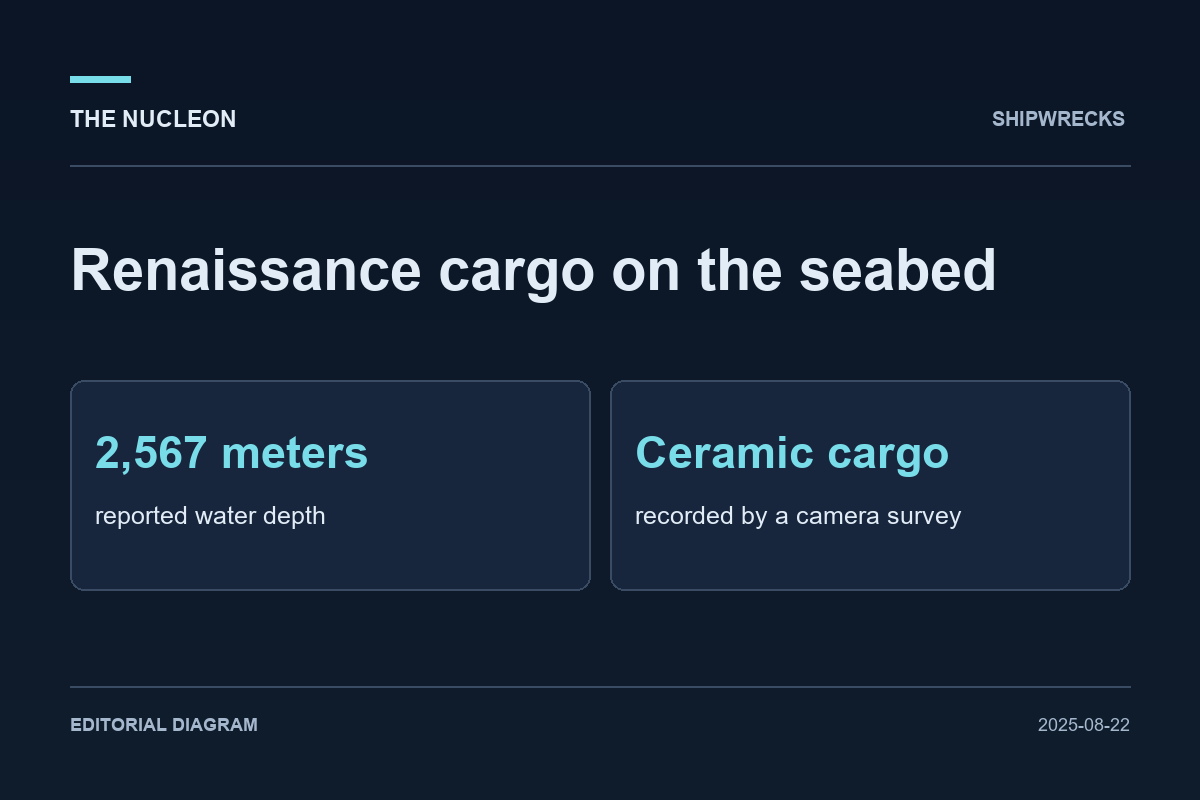 THE NUCLEON
SHIPWRECKS
Renaissance cargo on the seabed
2,567 meters
reported water depth
Ceramic cargo
recorded by a camera survey
EDITORIAL DIAGRAM
2025-08-22